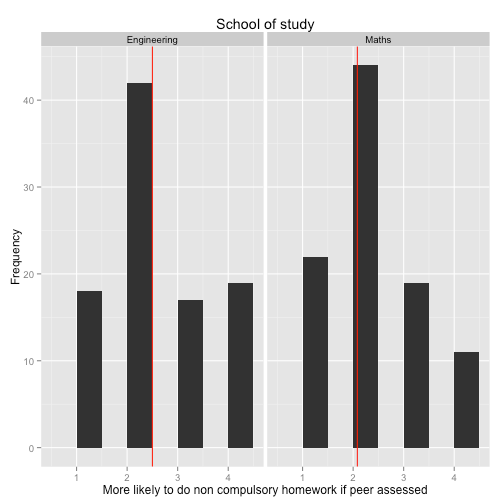 School of study
Engineering Maths
Frequency
40
30
20
10
0
1 2 3 4 1 2 3 4
More likely to do non compulsory homework if peer assessed